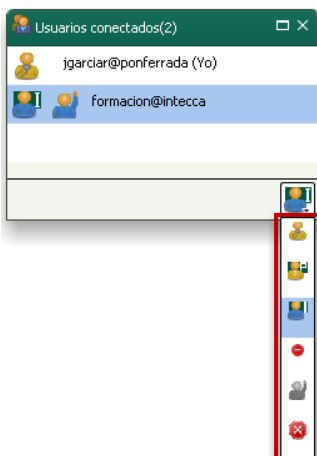 Usuarios conectados(2)
jgarciar@ponferrada (Yo)
formacion@intecca